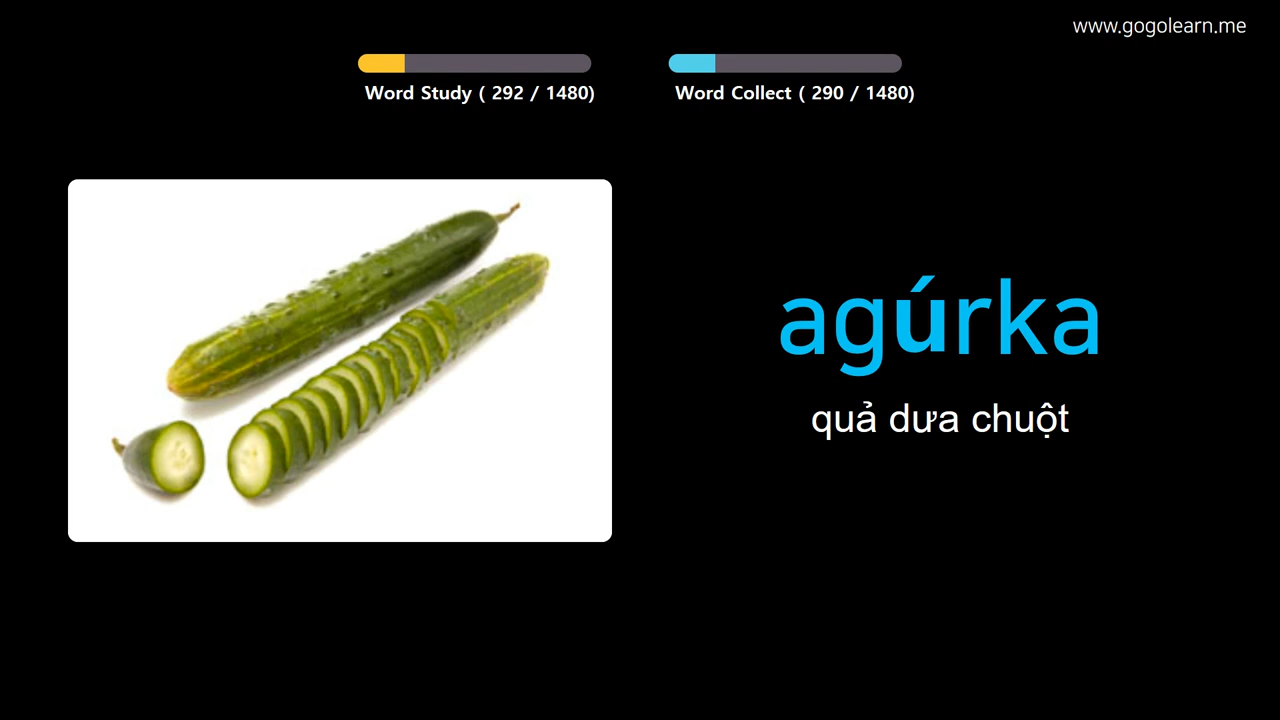 www.gogolearn.me
Word Study ( 292 / 1480)
Word Collect ( 290 / 1480)
agúrka
quả dưa chuột